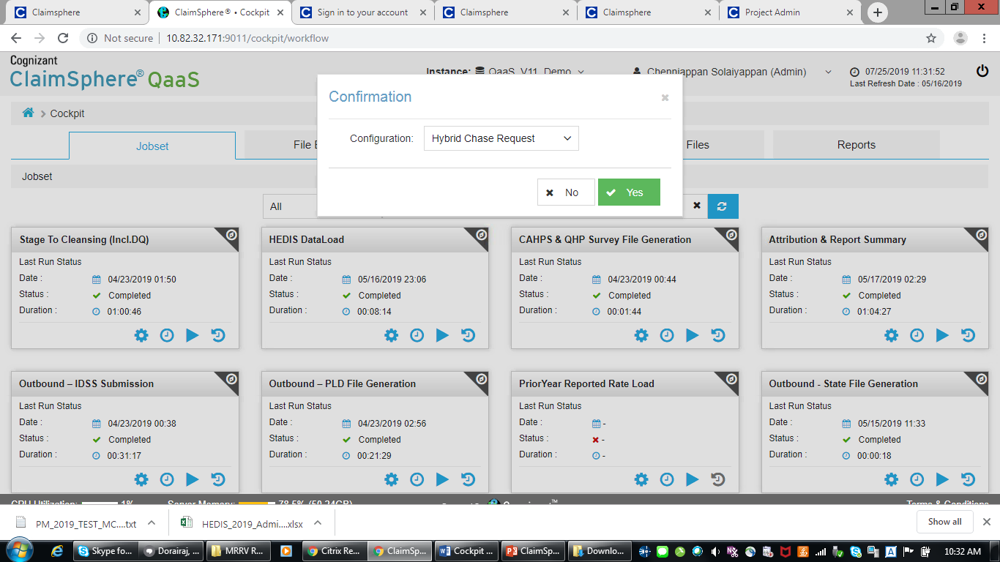 Claimsphere
ClaimSphere® • Cockpit
Sign in to your account
Claimsphere
Claimsphere
Project Admin
Not secure
10.82.32.171:9011/cockpit/workflow
Cognizant
ClaimSphere® QaaS
Instance: QaaS_V11_Demo
Chenniappan Solaiyappan (Admin)
07/25/2019 11:31:52
Last Refresh Date : 05/16/2019
Cockpit
Confirmation
Configuration: Hybrid Chase Request
No
Yes
Jobset
File
Files
Reports
Jobset
All
Stage To Cleansing (Incl.DQ)
Last Run Status
Date : 04/23/2019 01:50
Status : Completed
Duration : 01:00:46
HEDIS DataLoad
Last Run Status
Date : 05/16/2019 23:06
Status : Completed
Duration : 00:08:14
CAHPS & QHP Survey File Generation
Last Run Status
Date : 04/23/2019 00:44
Status : Completed
Duration : 00:01:44
Attribution & Report Summary
Last Run Status
Date : 05/17/2019 02:29
Status : Completed
Duration : 01:04:27
Outbound – IDSS Submission
Last Run Status
Date : 04/23/2019 00:38
Status : Completed
Duration : 00:31:17
Outbound – PLD File Generation
Last Run Status
Date : 04/23/2019 02:56
Status : Completed
Duration : 00:21:29
PriorYear Reported Rate Load
Last Run Status
Date : -
Status : -
Duration : -
Outbound - State File Generation
Last Run Status
Date : 05/15/2019 11:33
Status : Completed
Duration : 00:00:18
CPU Utilization: 1%
Server Memory: 78.5% (50.24GB)
Terms & Conditions
PM_2019_TEST_MC....txt
HEDIS_2019_Admi....xlsx
Show all
Skype fo...
Dorairaj, ...
MRRV R...
Citrix Re...
ClaimSp...
Cockpit ...
ClaimSp...
Downlo...
10:32 AM